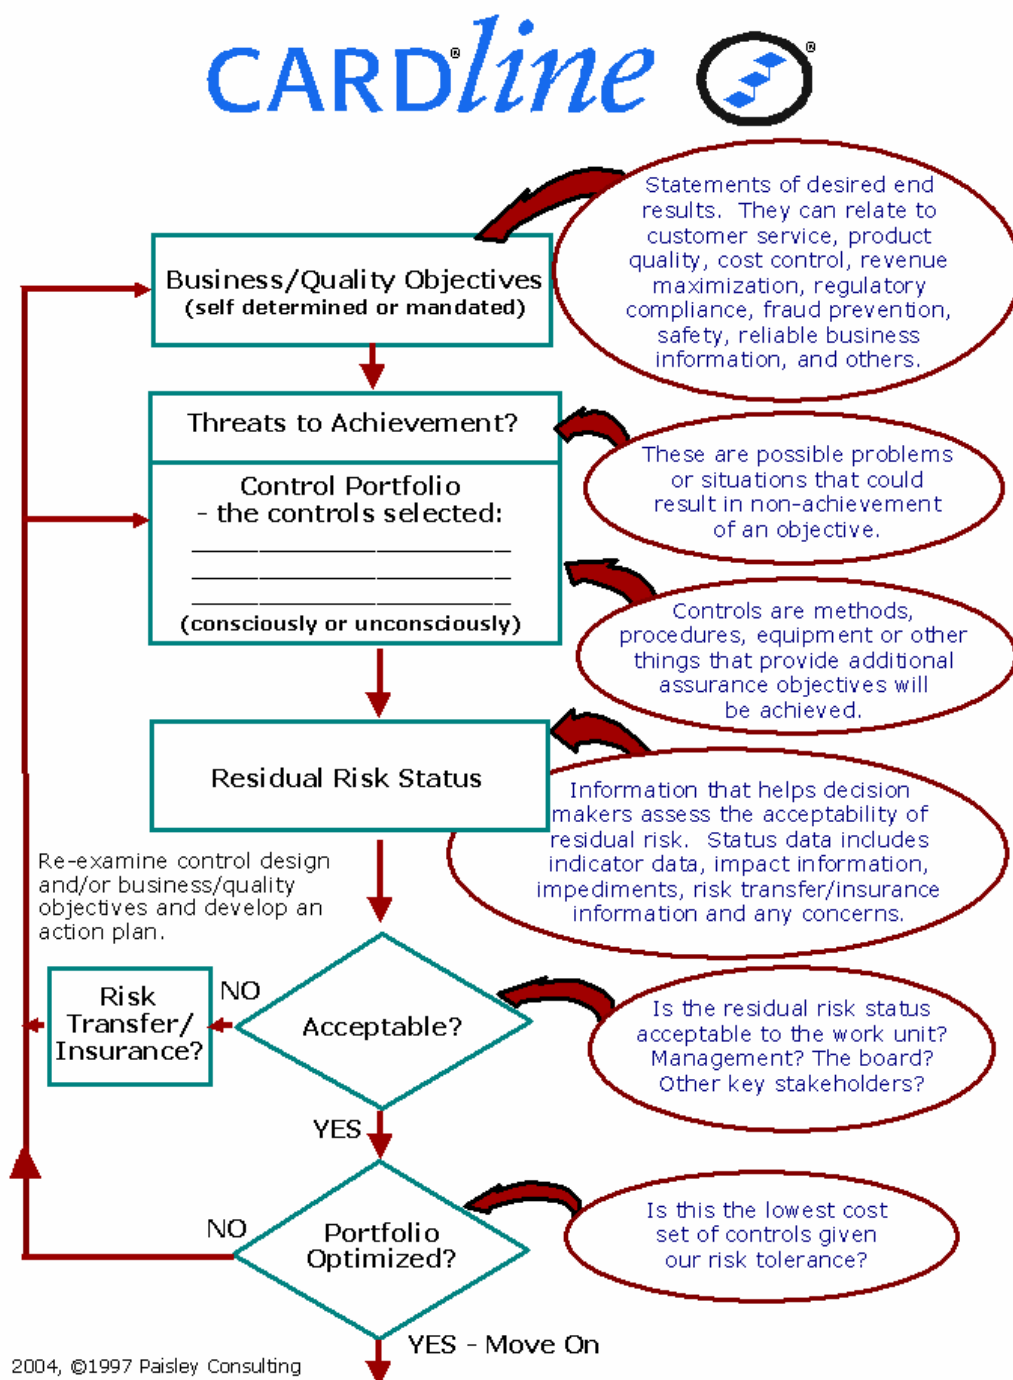 CARD®line ®
Statements of desired end
results. They can relate to
customer service, product
quality, cost control, revenue
maximization, regulatory
compliance, fraud prevention,
safety, reliable business
information, and others.
Business/Quality Objectives
(self determined or mandated)
Threats to Achievement?
These are possible problems
or situations that could
result in non-achievement
of an objective.
Control Portfolio
- the controls selected:
(consciously or unconsciously)
Controls are methods,
procedures, equipment or other
things that provide additional
assurance objectives will
be achieved.
Residual Risk Status
Information that helps decision
makers assess the acceptability of
residual risk. Status data includes
indicator data, impact information,
impediments, risk transfer/insurance
information and any concerns.
Re-examine control design
and/or business/quality
objectives and develop an
action plan.
Risk
Transfer/
Insurance?
NO
Acceptable?
Is the residual risk status
acceptable to the work unit?
Management? The board?
Other key stakeholders?
YES
NO
Portfolio
Optimized?
Is this the lowest cost
set of controls given
our risk tolerance?
YES - Move On
2004, ©1997 Paisley Consulting